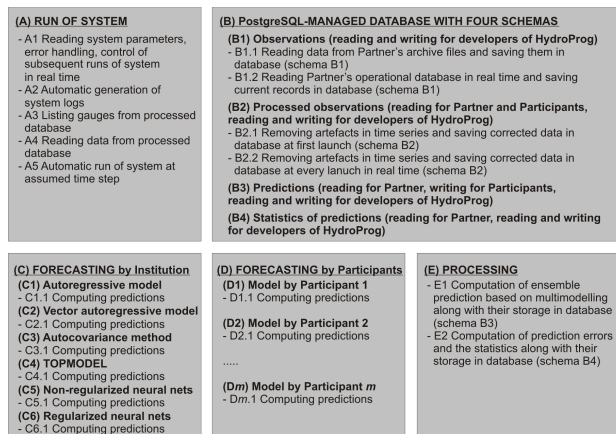 (A) RUN OF SYSTEM
- A1 Reading system parameters,
error handling, control of
subsequent runs of system
in real time
- A2 Automatic generation of
system logs
- A3 Listing gauges from processed
database
- A4 Reading data from processed
database
- A5 Automatic run of system at
assumed time step
(B) PostgreSQL-MANAGED DATABASE WITH FOUR SCHEMAS
(B1) Observations (reading and writing for developers of HydroProg)
- B1.1 Reading data from Partner's archive files and saving them in
database (schema B1)
- B1.2 Reading Partner's operational database in real time and saving
current records in database (schema B1)
(B2) Processed observations (reading for Partner and Participants,
reading and writing for developers of HydroProg)
- B2.1 Removing artefacts in time series and saving corrected data in
database at first launch (schema B2)
- B2.2 Removing artefacts in time series and saving corrected data in
database at every lanuch in real time (schema B2)
(B3) Predictions (reading for Partner, writing for Participants,
reading and writing for developers of HydroProg)
(B4) Statistics of predictions (reading for Partner, reading and writing
for developers of HydroProg)
(C) FORECASTING by Institution
(C1) Autoregressive model
- C1.1 Computing predictions
(C2) Vector autoregressive model
- C2.1 Computing predictions
(C3) Autocovariance method
- C3.1 Computing predictions
(C4) TOPMODEL
- C4.1 Computing predictions
(C5) Non-regularized neural nets
- C5.1 Computing predictions
(C6) Regularized neural nets
- C6.1 Computing predictions
(D) FORECASTING by Participants
(D1) Model by Participant 1
- D1.1 Computing predictions
(D2) Model by Participant 2
- D2.1 Computing predictions
.....
(Dm) Model by Participant m
- Dm.1 Computing predictions
(E) PROCESSING
- E1 Computation of ensemble
prediction based on multimodelling
along with their storage in database
(schema B3)
- E2 Computation of prediction errors
and the statistics along with their
storage in database (schema B4)